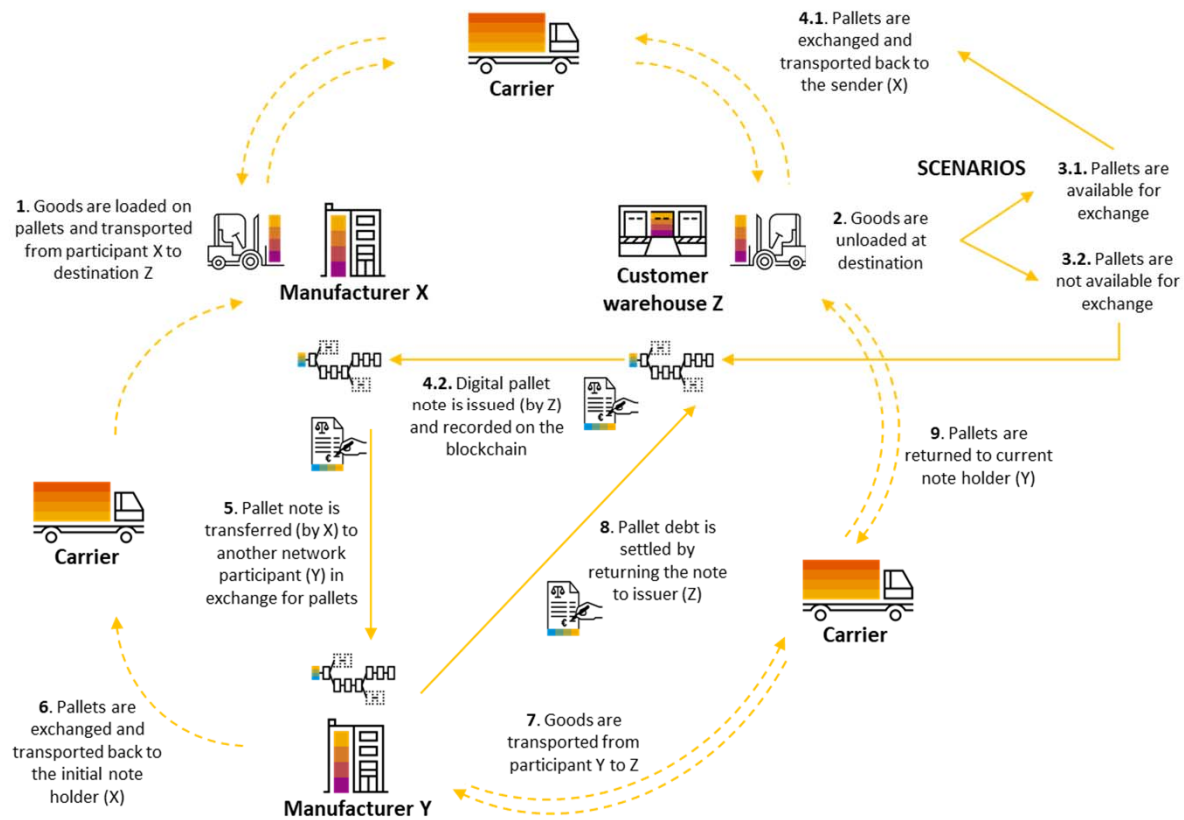 Carrier
4.1. Pallets are
exchanged and
transported back to
the sender (X)
SCENARIOS
3.1. Pallets are
available for
exchange
1. Goods are loaded on
pallets and transported
from participant X to
destination Z
Manufacturer X
Customer
warehouse Z
2. Goods are
unloaded at
destination
3.2. Pallets are
not available for
exchange
4.2. Digital pallet
note is issued (by Z)
and recorded on the
blockchain
9. Pallets are
returned to current
note holder (Y)
Carrier
5. Pallet note is
transferred (by X) to
another network
participant (Y) in
exchange for pallets
8. Pallet debt is
settled by
returning the note
to issuer (Z)
Carrier
6. Pallets are
exchanged and
transported back to
the initial note
holder (X)
Manufacturer Y
7. Goods are
transported from
participant Y to Z